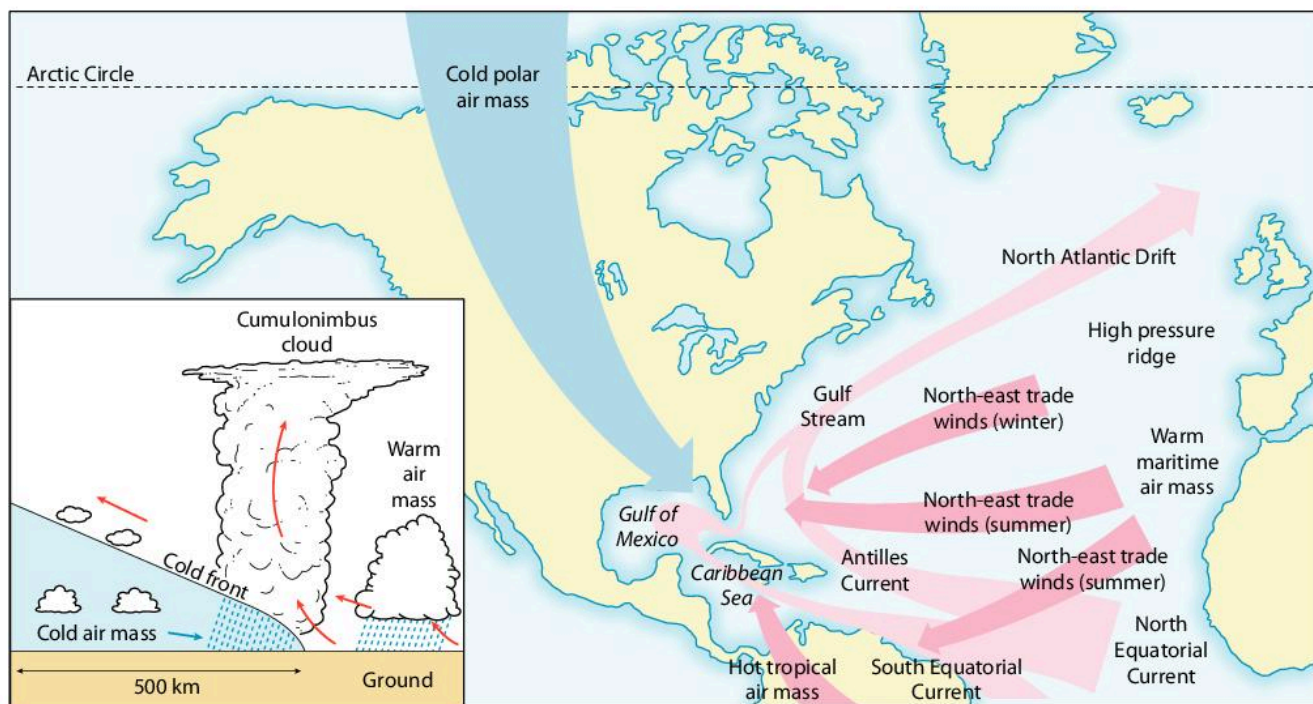 Arctic Circle
Cold polar
air mass
North Atlantic Drift
High pressure
ridge
Gulf
Stream
North-east trade
winds (winter)
Warm
maritime
air mass
North-east trade
winds (summer)
Gulf of
Mexico
North-east trade
winds (summer)
Antilles
Current
Caribbean
Sea
North
Equatorial
Current
Hot tropical
air mass
South Equatorial
Current
Cumulonimbus
cloud
Warm
air
mass
Cold front
Cold air mass
500 km
Ground